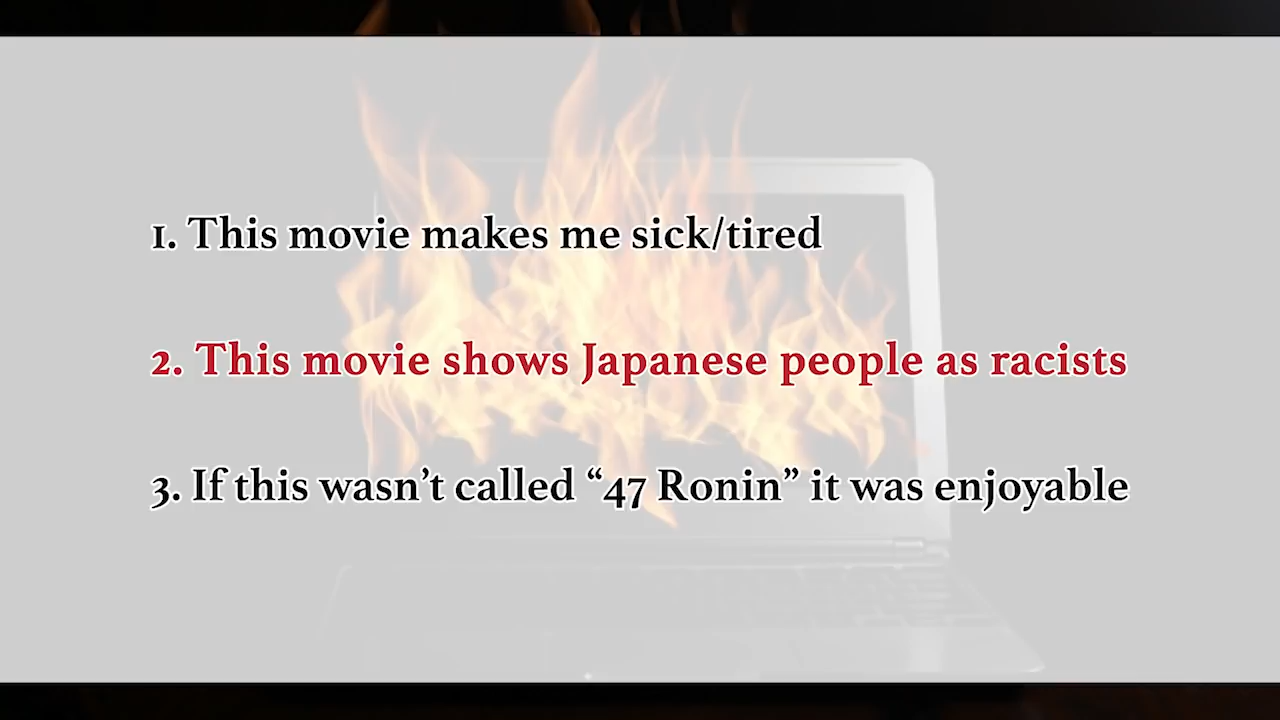 1. This movie makes me sick/tired
2. This movie shows Japanese people as racists
3. If this wasn’t called “47 Ronin” it was enjoyable